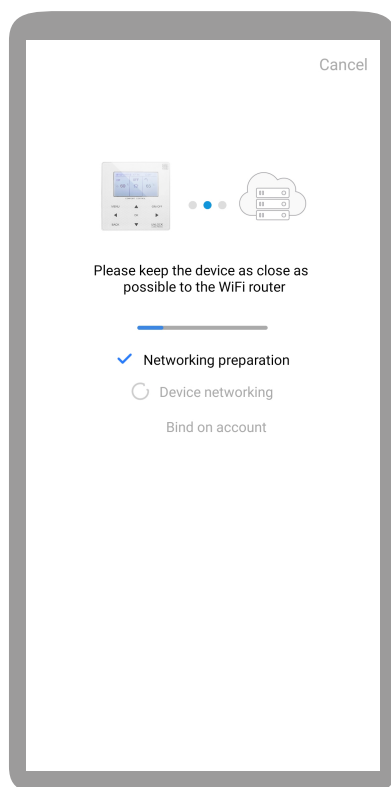 Cancel
Please keep the device as close as
possible to the WiFi router
Networking preparation
Device networking
Bind on account